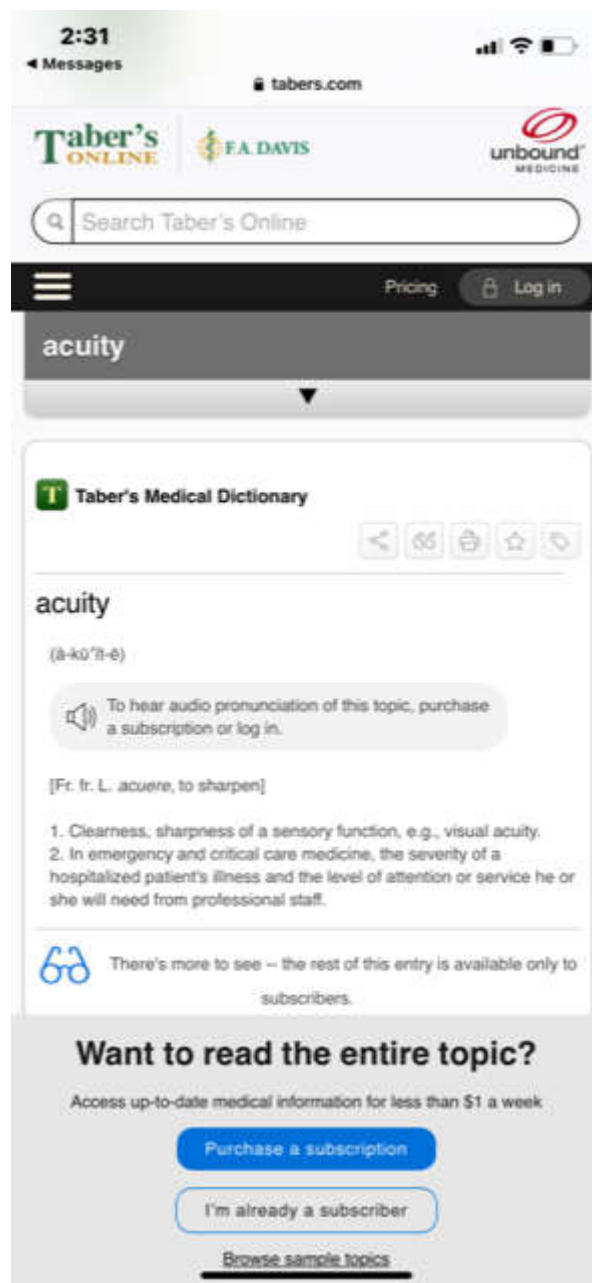 2:31
◄ Messages
tabers.com
Taber's
ONLINE
F.A. DAVIS
unbound
MEDICINE
Search Taber's Online
Pricing
Log in
acuity
T Taber's Medical Dictionary
acuity
(ă-kū″ĭt-ē)
To hear audio pronunciation of this topic, purchase
a subscription or log in.
[Fr. fr. L. acuere, to sharpen]
1. Clearness, sharpness of a sensory function, e.g., visual acuity.
2. In emergency and critical care medicine, the severity of a
hospitalized patient's illness and the level of attention or service he or
she will need from professional staff.
There's more to see -- the rest of this entry is available only to
subscribers.
Want to read the entire topic?
Access up-to-date medical information for less than $1 a week
Purchase a subscription
I'm already a subscriber
Browse sample topics